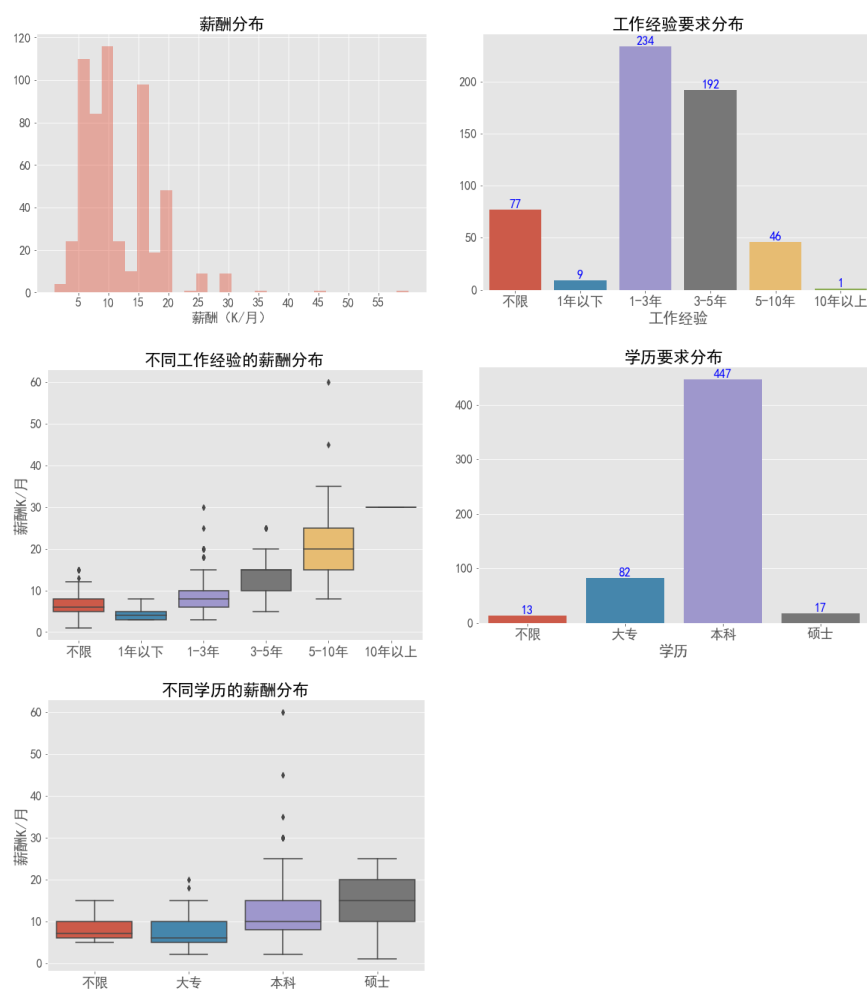 薪酬分布
120
100
80
60
40
20
0
5 10 15 20 25 30 35 40 45 50 55
薪酬（K/月）
工作经验要求分布
234
200
192
150
100
77
50
46
9
1
0
不限 1年以下 1-3年 3-5年 5-10年 10年以上
工作经验
不同工作经验的薪酬分布
60
50
40
30
20
10
0
薪酬K/月
不限 1年以下 1-3年 3-5年 5-10年 10年以上
学历要求分布
447
400
300
200
100
82
13
17
0
不限 大专 本科 硕士
学历
不同学历的薪酬分布
60
50
40
30
20
10
0
薪酬K/月
不限 大专 本科 硕士